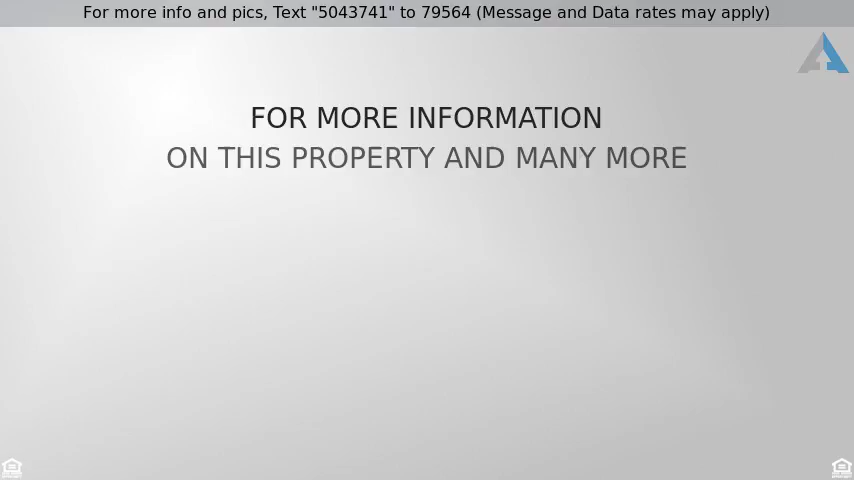 For more info and pics, Text "5043741" to 79564 (Message and Data rates may apply)
FOR MORE INFORMATION
ON THIS PROPERTY AND MANY MORE